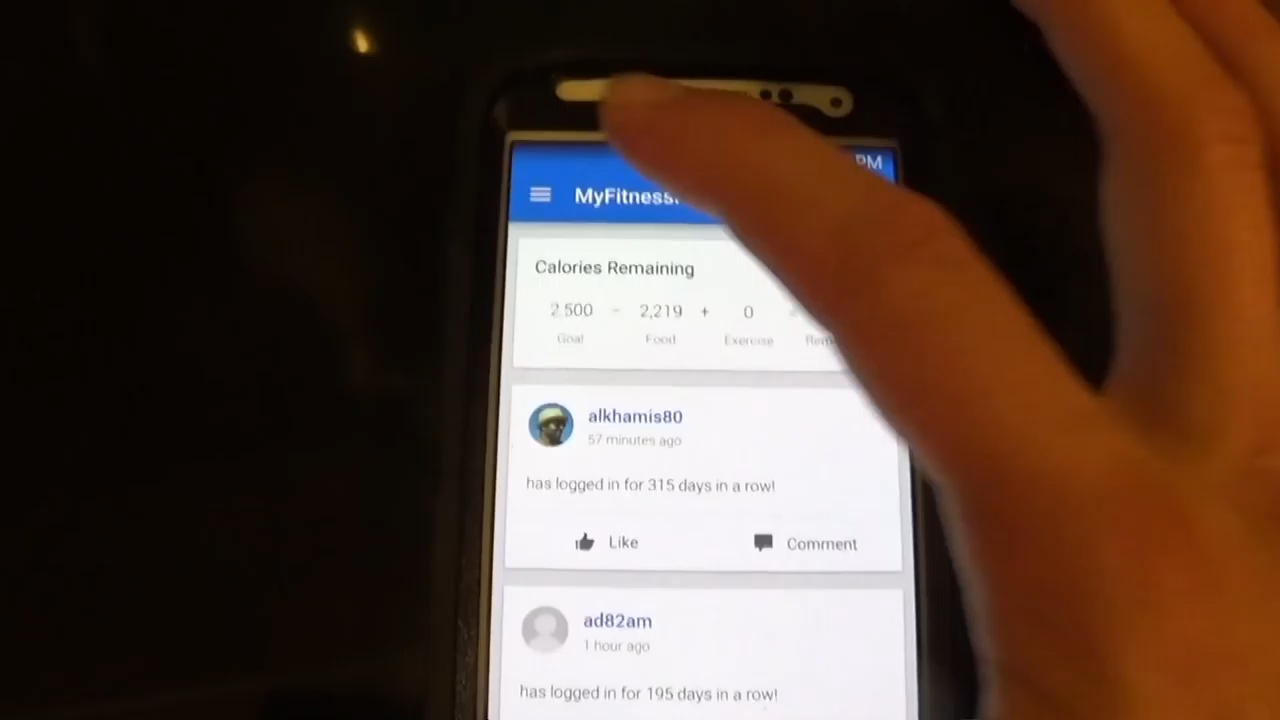 PM
MyFitness
Calories Remaining
2,500 - 2,219 + 0
Goal Food Exercise
alkhamis80
57 minutes ago
has logged in for 315 days in a row!
Like Comment
ad82am
1 hour ago
has logged in for 195 days in a row!